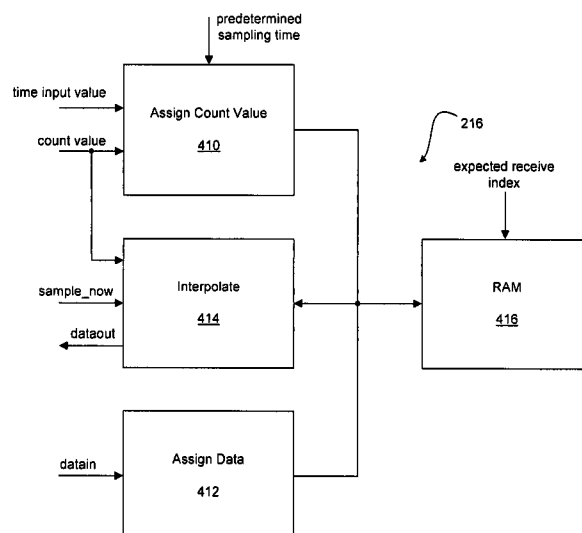 predetermined
sampling time
time input value
Assign Count Value
count value
410
216
expected receive
index
Interpolate
RAM
sample_now
414
416
dataout
Assign Data
datain
412